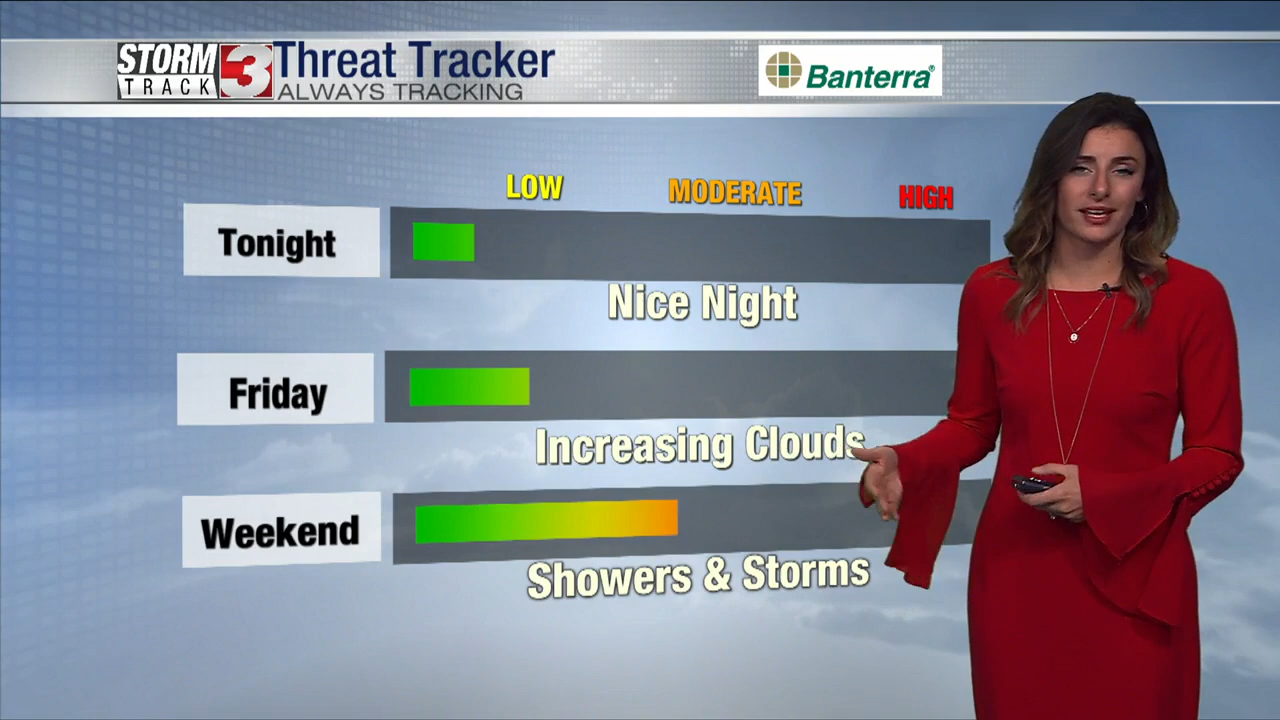 STORM
TRACK
3
Threat Tracker
ALWAYS TRACKING
Banterra®
LOW MODERATE HIGH
Tonight
Nice Night
Friday
Increasing Clouds
Weekend
Showers & Storms